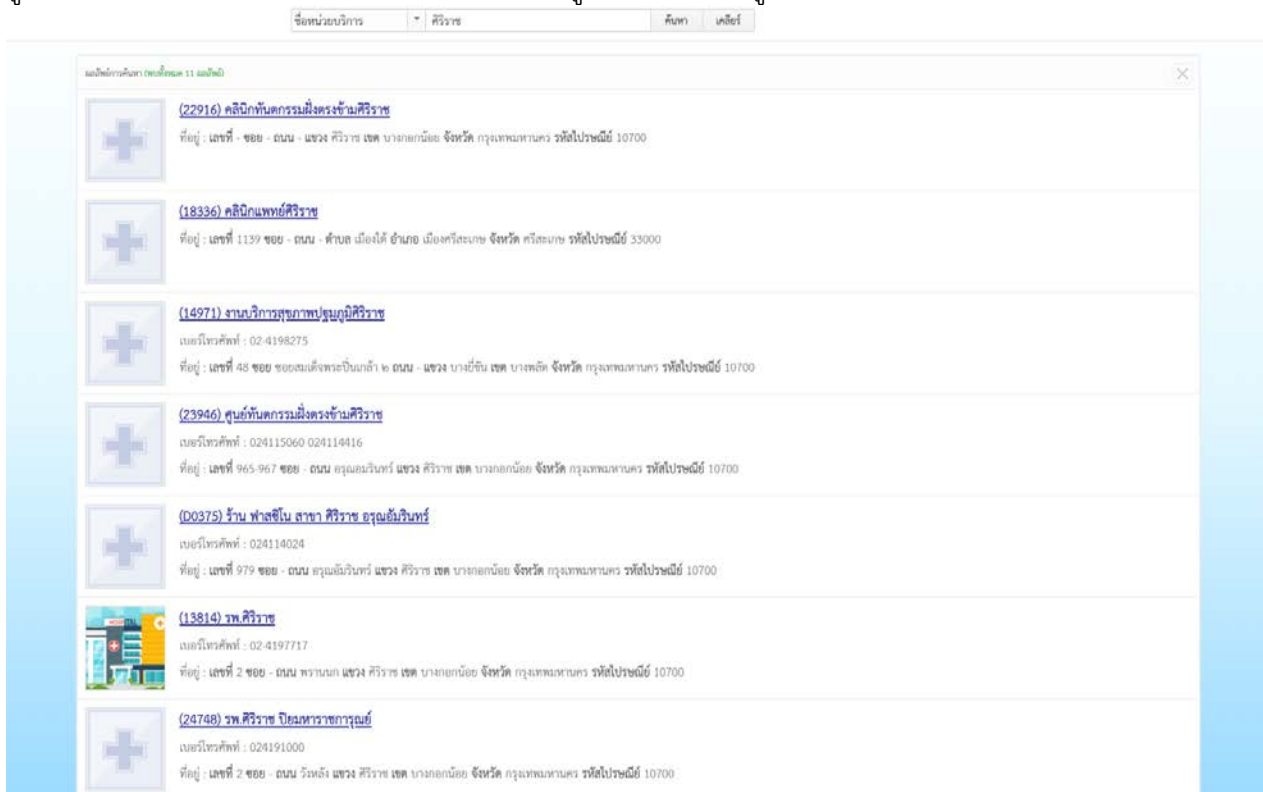 ชื่อหน่วยบริการ ศิริราช ค้นหา เคลียร์
ผลลัพธ์การค้นหา (พบทั้งหมด 11 ผลลัพธ์)
(22916) คลินิกทันตกรรมฝั่งตรงข้ามศิริราช
ที่อยู่ : เลขที่ - ซอย - ถนน - แขวง ศิริราช เขต บางกอกน้อย จังหวัด กรุงเทพมหานคร รหัสไปรษณีย์ 10700
(18336) คลินิกแพทย์ศิริราช
ที่อยู่ : เลขที่ 1139 ซอย - ถนน - ตำบล เมืองใต้ อำเภอ เมืองศรีสะเกษ จังหวัด ศรีสะเกษ รหัสไปรษณีย์ 33000
(14971) งานบริการสุขภาพปฐมภูมิศิริราช
เบอร์โทรศัพท์ : 02-4198275
ที่อยู่ : เลขที่ 48 ซอย ซอยสมเด็จพระปิ่นเกล้า ๒ ถนน - แขวง บางยี่ขัน เขต บางพลัด จังหวัด กรุงเทพมหานคร รหัสไปรษณีย์ 10700
(23946) ศูนย์ทันตกรรมฝั่งตรงข้ามศิริราช
เบอร์โทรศัพท์ : 024115060 024114416
ที่อยู่ : เลขที่ 965-967 ซอย - ถนน อรุณอมรินทร์ แขวง ศิริราช เขต บางกอกน้อย จังหวัด กรุงเทพมหานคร รหัสไปรษณีย์ 10700
(D0375) ร้าน ฟาสซิโน สาขา ศิริราช อรุณอัมรินทร์
เบอร์โทรศัพท์ : 024114024
ที่อยู่ : เลขที่ 979 ซอย - ถนน อรุณอัมรินทร์ แขวง ศิริราช เขต บางกอกน้อย จังหวัด กรุงเทพมหานคร รหัสไปรษณีย์ 10700
HOSPITAL
(13814) รพ.ศิริราช
เบอร์โทรศัพท์ : 02-4197717
ที่อยู่ : เลขที่ 2 ซอย - ถนน พรานนก แขวง ศิริราช เขต บางกอกน้อย จังหวัด กรุงเทพมหานคร รหัสไปรษณีย์ 10700
(24748) รพ.ศิริราช ปิยมหาราชการุณย์
เบอร์โทรศัพท์ : 024191000
ที่อยู่ : เลขที่ 2 ซอย - ถนน วังหลัง แขวง ศิริราช เขต บางกอกน้อย จังหวัด กรุงเทพมหานคร รหัสไปรษณีย์ 10700